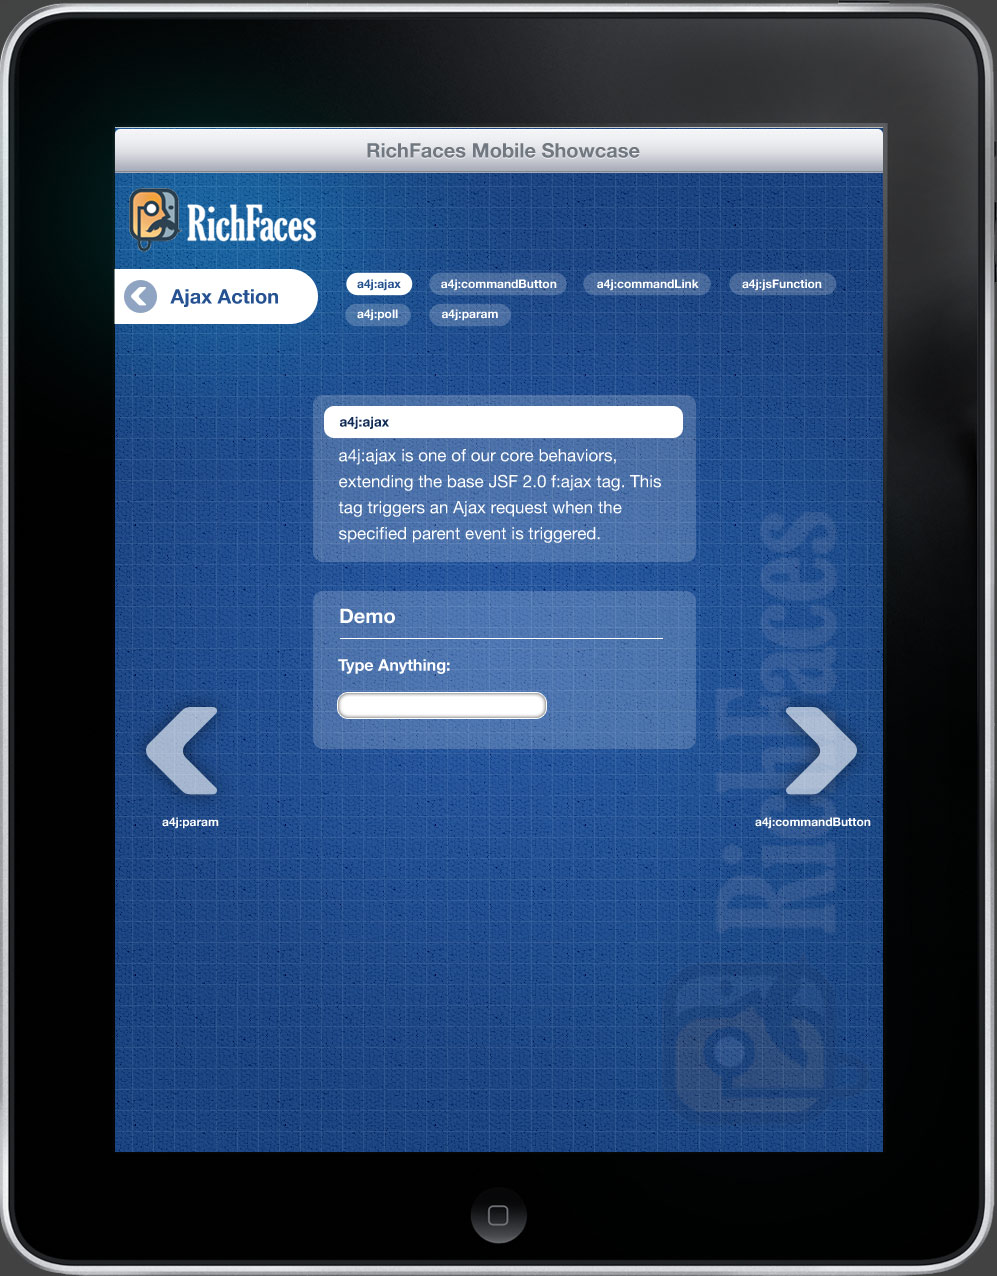 RichFaces Mobile Showcase
RichFaces
Ajax Action
a4j:ajax a4j:commandButton a4j:commandLink a4j:jsFunction
a4j:poll a4j:param
a4j:ajax
a4j:ajax is one of our core behaviors,
extending the base JSF 2.0 f:ajax tag. This
tag triggers an Ajax request when the
specified parent event is triggered.
Demo
Type Anything:
a4j:param
a4j:commandButton
RichFaces